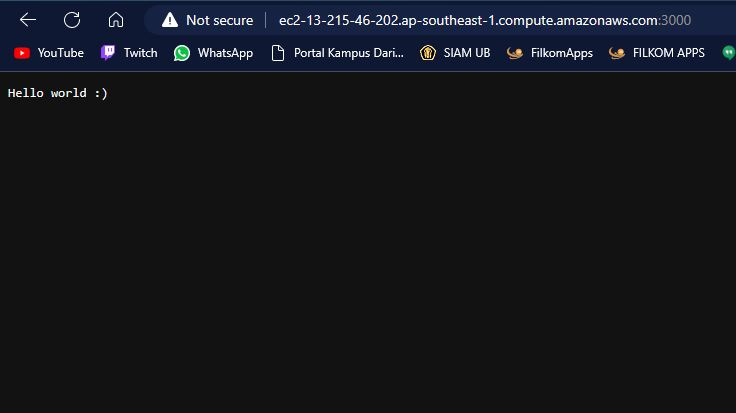 Not secure ec2-13-215-46-202.ap-southeast-1.compute.amazonaws.com:3000
YouTube Twitch WhatsApp Portal Kampus Dari... SIAM UB FilkomApps FILKOM APPS
Hello world :)